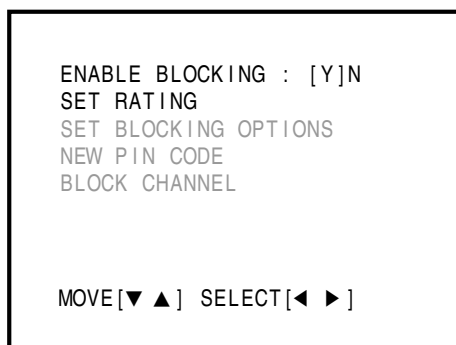 ENABLE BLOCKING : [Y]N
SET RATING
SET BLOCKING OPTIONS
NEW PIN CODE
BLOCK CHANNEL
MOVE[▼ ▲] SELECT[◀ ▶]